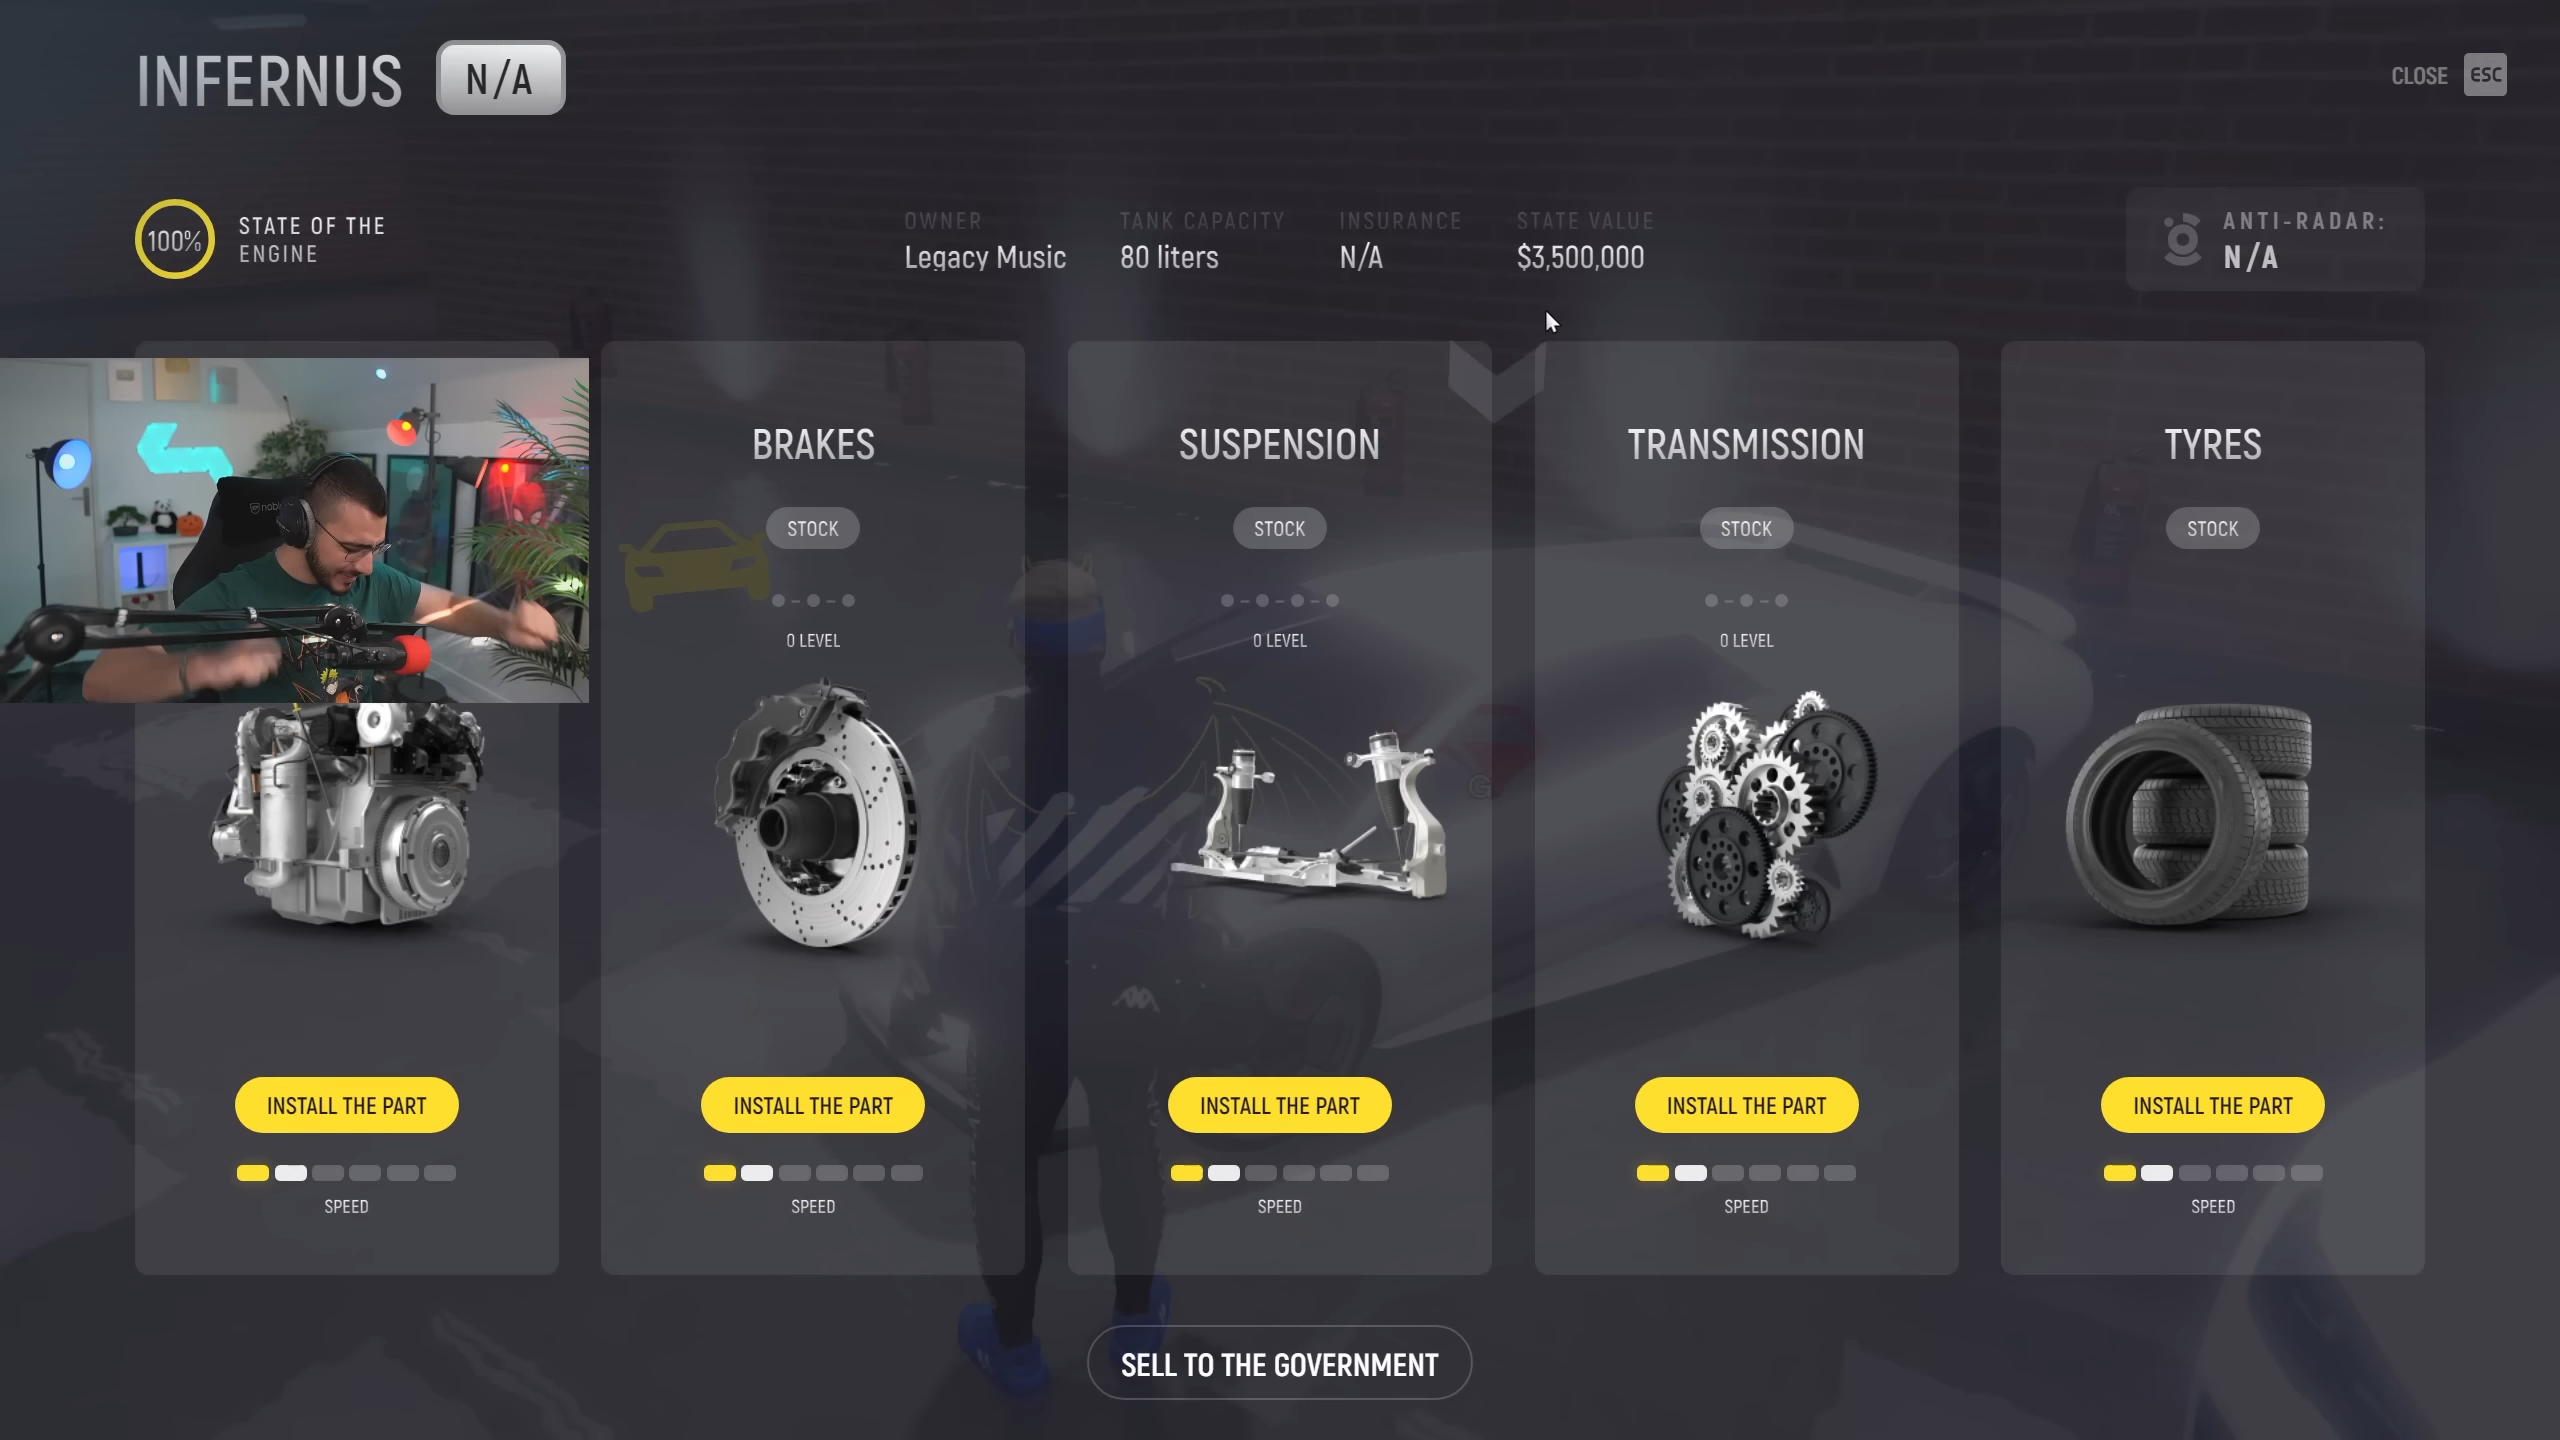 INFERNUS
N/A
CLOSE ESC
100%
STATE OF THE
ENGINE
OWNER
Legacy Music
TANK CAPACITY
80 liters
INSURANCE
N/A
STATE VALUE
$3,500,000
ANTI-RADAR:
N/A
BRAKES
STOCK
0 LEVEL
SUSPENSION
STOCK
0 LEVEL
TRANSMISSION
STOCK
0 LEVEL
TYRES
STOCK
INSTALL THE PART
SPEED
INSTALL THE PART
SPEED
INSTALL THE PART
SPEED
INSTALL THE PART
SPEED
INSTALL THE PART
SPEED
SELL TO THE GOVERNMENT